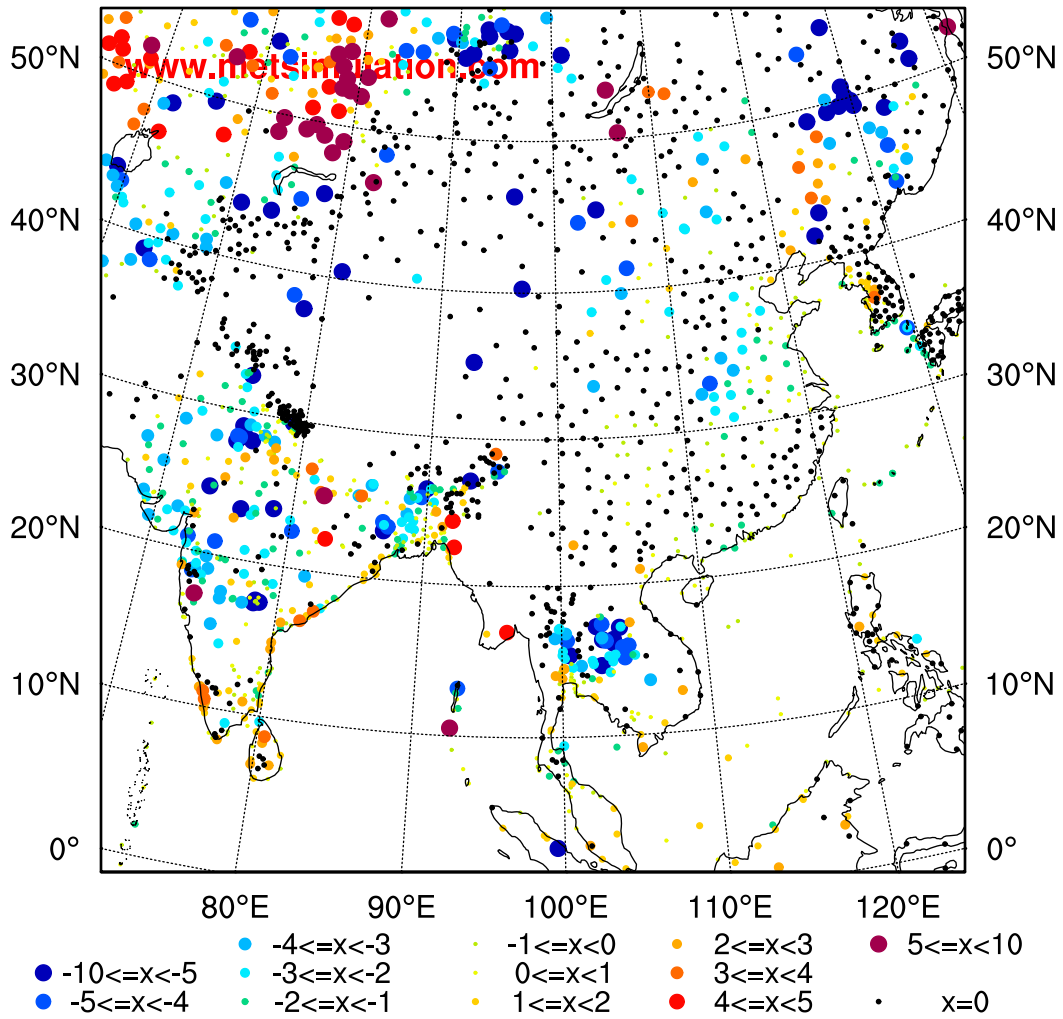 50°N 50°N
www.metsimulation.com
40°N 40°N
30°N 30°N
20°N 20°N
10°N 10°N
0° 0°
80°E 90°E 100°E 110°E 120°E
-4<=x<-3 -1<=x<0 2<=x<3 5<=x<10
-10<=x<-5 -3<=x<-2 0<=x<1 3<=x<4
-5<=x<-4 -2<=x<-1 1<=x<2 4<=x<5 x=0